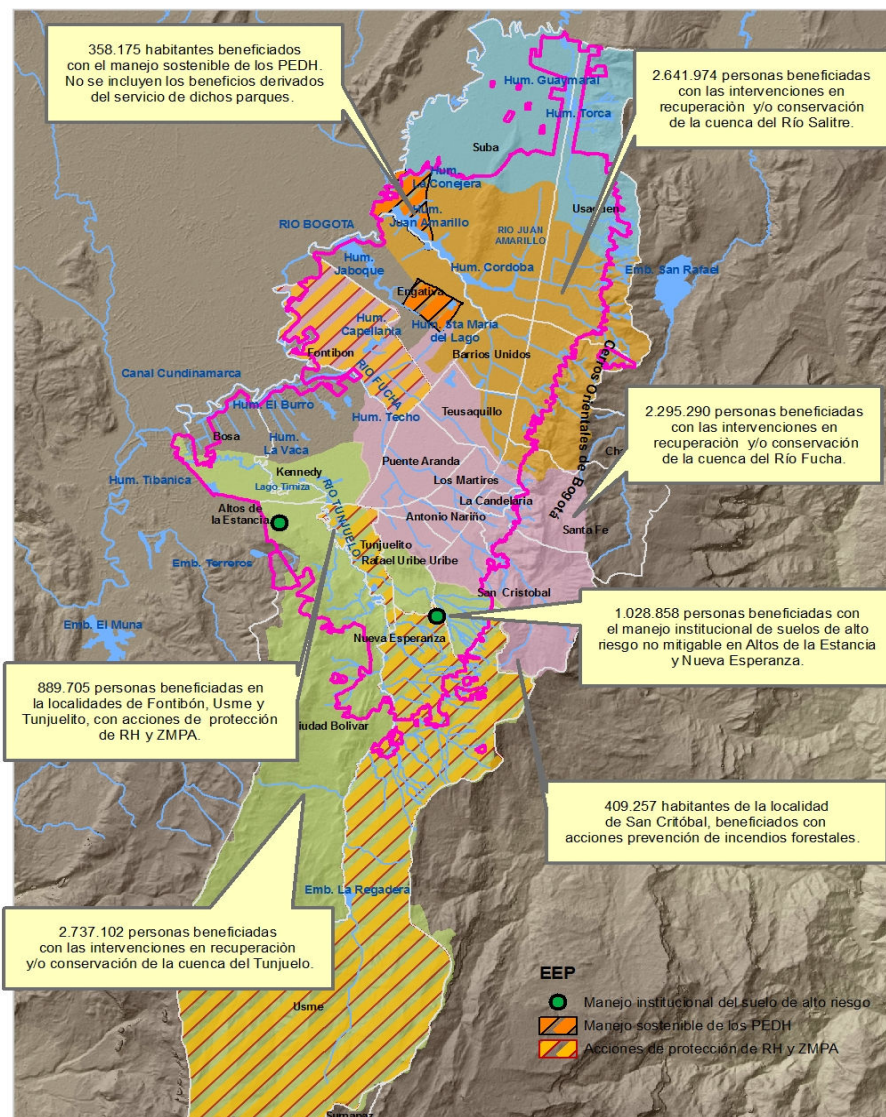 358.175 habitantes beneficiados
con el manejo sostenible de los PEDH.
No se incluyen los beneficios derivados
del servicio de dichos parques.
2.641.974 personas beneficiadas
con las intervenciones en
recuperaciòn y/o conservación
de la cuenca del Río Salitre.
Hum. Guaymaral
Hum. Torca
Suba
Hum.
La Conejera
Hum.
Juan Amarillo
Usaquen
RIO BOGOTA
RIO JUAN
AMARILLO
Hum.
Jaboque
Hum. Cordoba
Emb. San Rafael
Engativa
Hum.
Capellania
Hum. Sta Maria
del Lago
Fontibon
Barrios Unidos
Cerros Orientales de Bogotá
Canal Cundinamarca
RIO FUCHA
2.295.290 personas beneficiadas
con las intervenciones en
recuperaciòn y/o conservación
de la cuenca del Río Fucha.
Hum. El Burro
Hum. Techo
Teusaquillo
Bosa
Hum.
La Vaca
Puente Aranda
Ch
Kennedy
Los Martires
Hum. Tibanica
Lago Timiza
La Candelaria
Altos de
la Estancia
RIO TUNJUELO
Antonio Nariño
Santa Fe
Tunjuelito
Rafael Uribe Uribe
Emb. Terreros
San Cristobal
Emb. El Muna
Nueva Esperanza
1.028.858 personas beneficiadas con
el manejo institucional de suelos de alto
riesgo no mitigable en Altos de la Estancia
y Nueva Esperanza.
889.705 personas beneficiadas en
la localidades de Fontibón, Usme y
Tunjuelito, con acciones de protección
de RH y ZMPA.
iudad Bolivar
409.257 habitantes de la localidad
de San Critóbal, beneficiados con
acciones prevención de incendios forestales.
Emb. La Regadera
2.737.102 personas beneficiadas
con las intervenciones en recuperaciòn
y/o conservación de la cuenca del Tunjuelo.
EEP
Manejo institucional del suelo de alto riesgo
Manejo sostenible de los PEDH
Acciones de protección de RH y ZMPA
Usme
Sumapaz